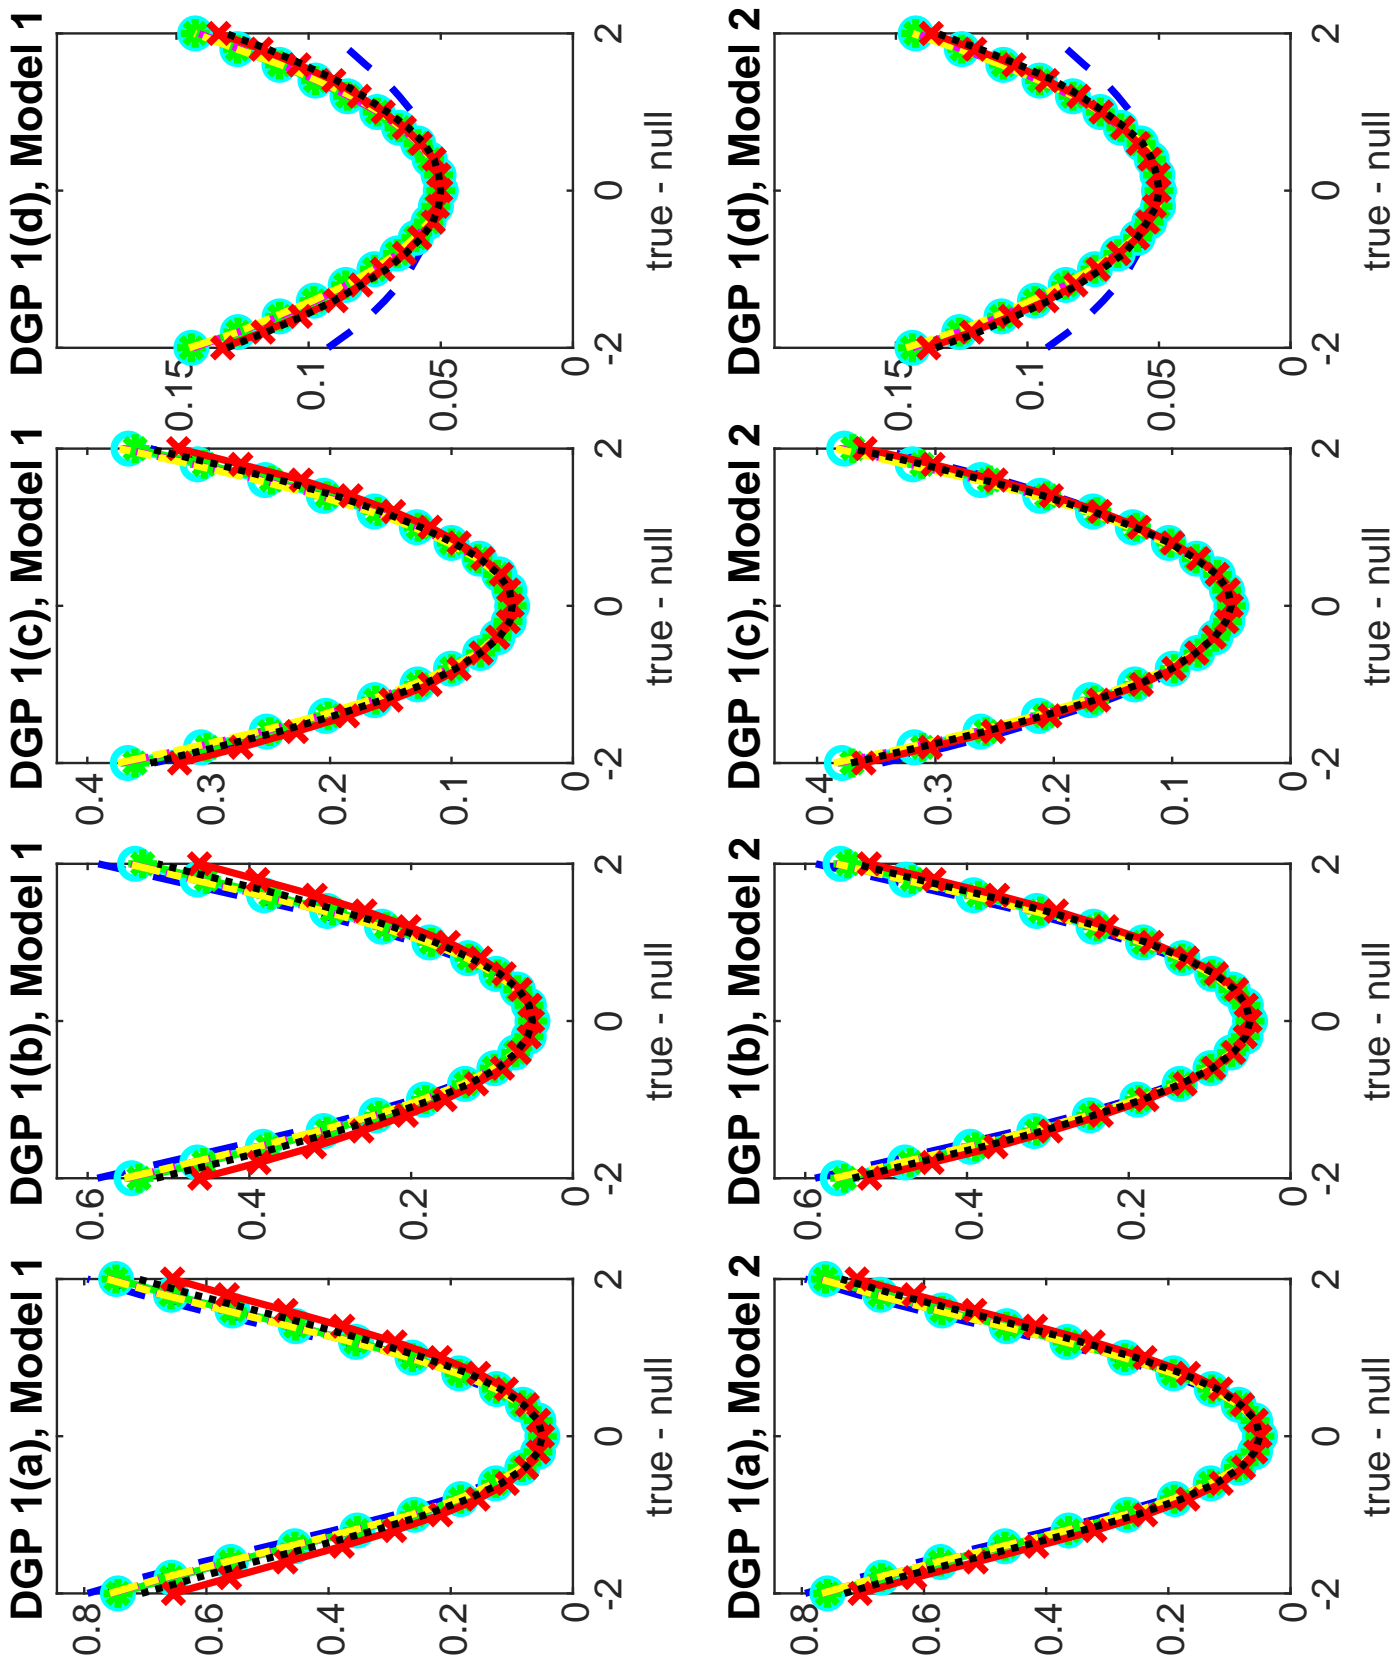 DGP 1(a), Model 1
0.8
0.6
0.4
0.2
0
-2 0 2
true - null
DGP 1(b), Model 1
0.6
0.4
0.2
0
-2 0 2
true - null
DGP 1(c), Model 1
0.4
0.3
0.2
0.1
0
-2 0 2
true - null
DGP 1(d), Model 1
0.15
0.1
0.05
0
-2 0 2
true - null
DGP 1(a), Model 2
0.8
0.6
0.4
0.2
0
-2 0 2
true - null
DGP 1(b), Model 2
0.6
0.4
0.2
0
-2 0 2
true - null
DGP 1(c), Model 2
0.4
0.3
0.2
0.1
0
-2 0 2
true - null
DGP 1(d), Model 2
0.15
0.1
0.05
0
-2 0 2
true - null